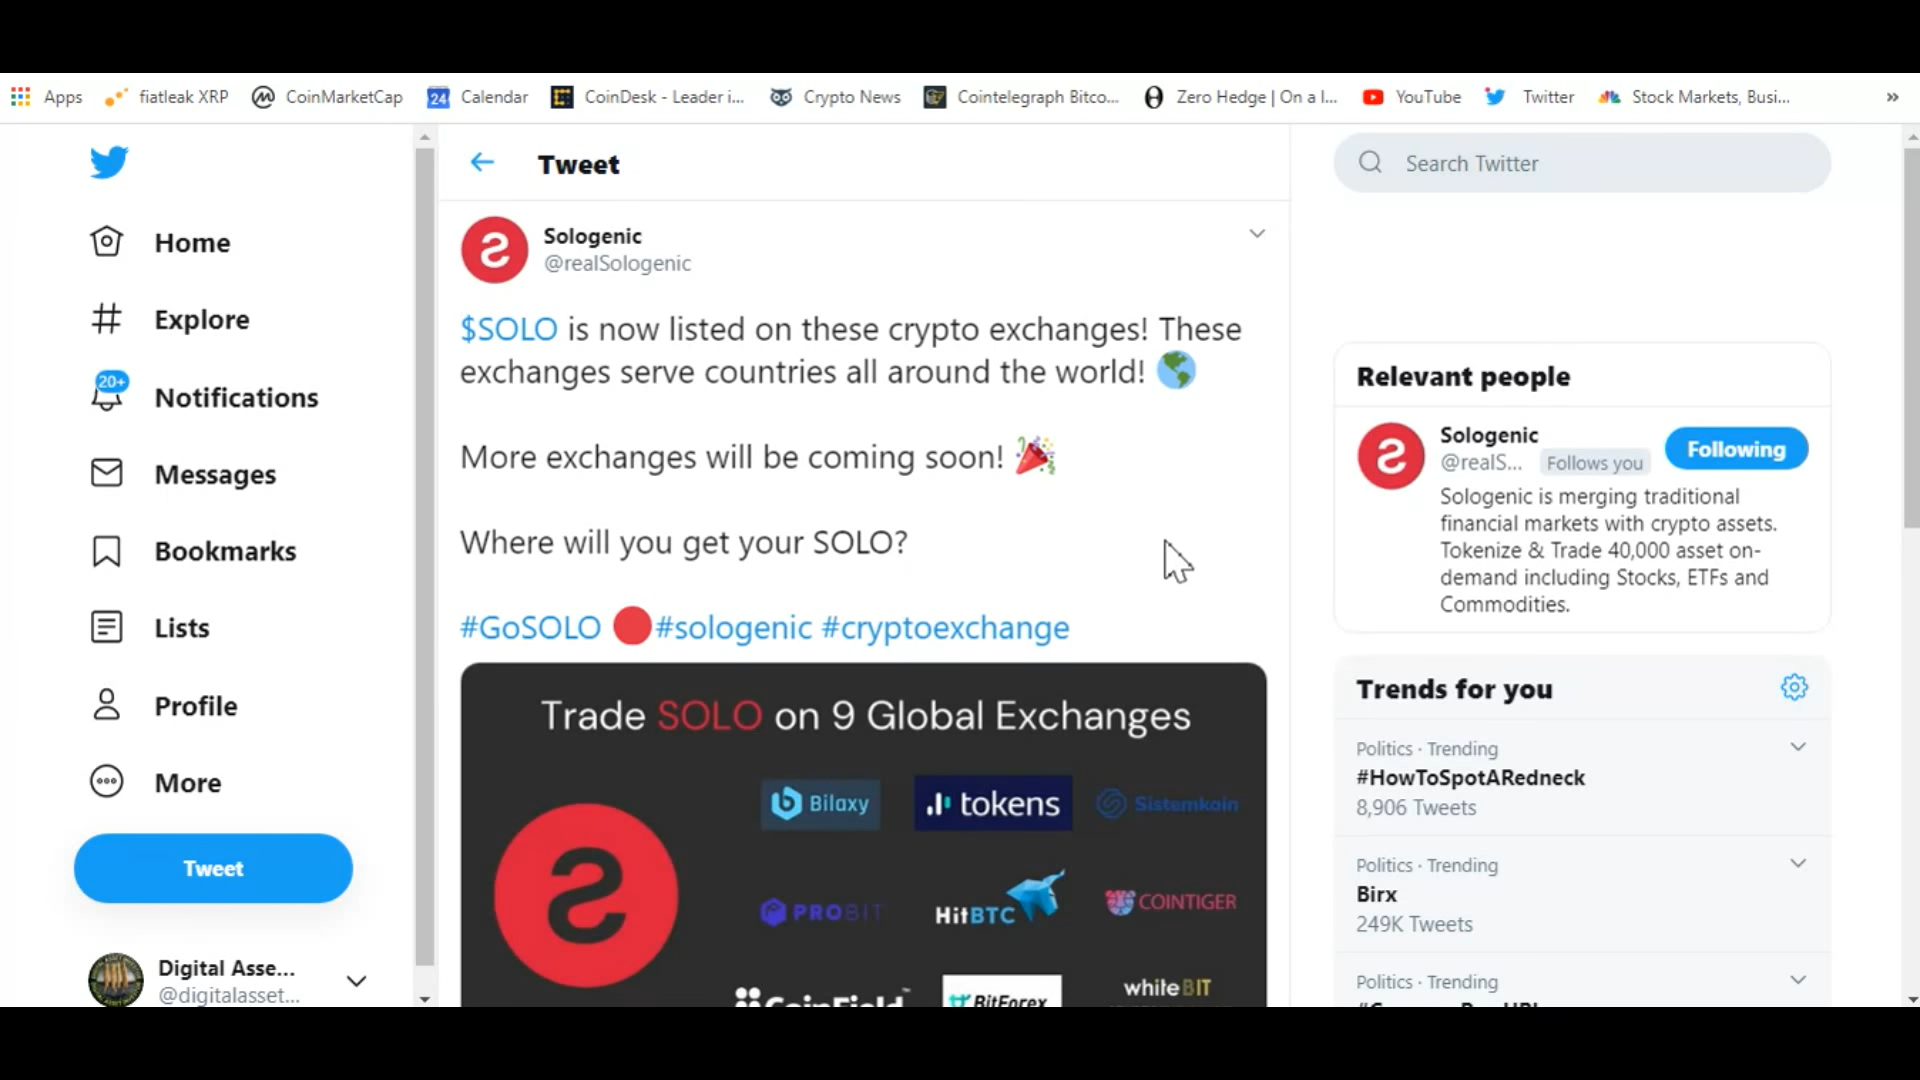 Apps fiatleak XRP CoinMarketCap 24 Calendar CoinDesk - Leader i... Crypto News Cointelegraph Bitco... Zero Hedge | On a l... YouTube Twitter Stock Markets, Busi... »
Home
Explore
20+
Notifications
Messages
Bookmarks
Lists
Profile
More
Tweet
Digital Asse...
@digitalasset...
Tweet
Sologenic
@realSologenic
$SOLO is now listed on these crypto exchanges! These
exchanges serve countries all around the world!
More exchanges will be coming soon!
Where will you get your SOLO?
#GoSOLO #sologenic #cryptoexchange
Trade SOLO on 9 Global Exchanges
Bilaxy tokens Sistemkoin
PROBIT HitBTC COINTIGER
CoinField BitForex whiteBIT
Search Twitter
Relevant people
Sologenic
@realS... Follows you
Following
Sologenic is merging traditional
financial markets with crypto assets.
Tokenize & Trade 40,000 asset on-
demand including Stocks, ETFs and
Commodities.
Trends for you
Politics · Trending
#HowToSpotARedneck
8,906 Tweets
Politics · Trending
Birx
249K Tweets
Politics · Trending